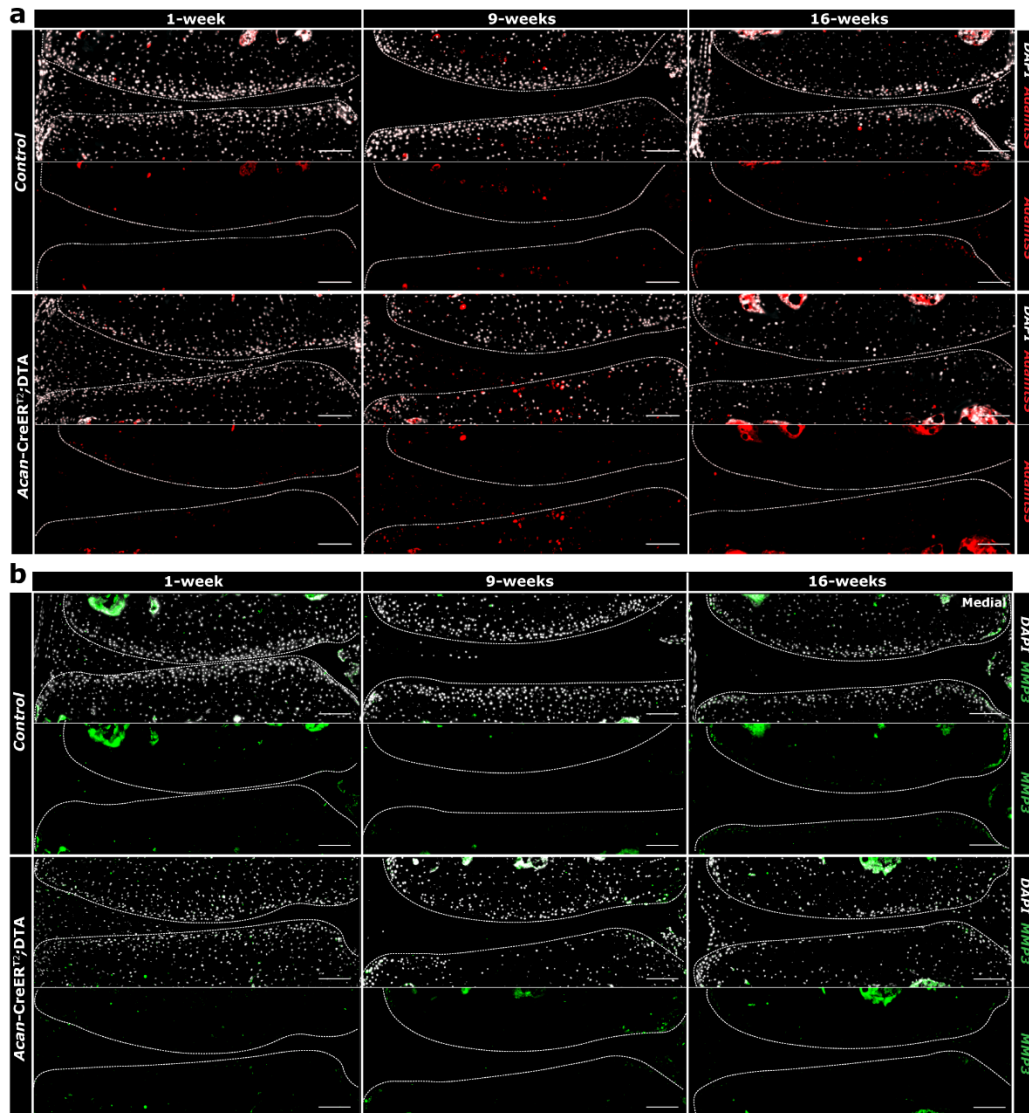 a
1-week 9-weeks 16-weeks
Control
DAPI Adamts5
Adamts5
Acan-CreERT2;DTA
DAPI Adamts5
Adamts5
b
1-week 9-weeks 16-weeks
Medial
Control
DAPI MMP3
MMP3
Acan-CreERT2;DTA
DAPI MMP3
MMP3